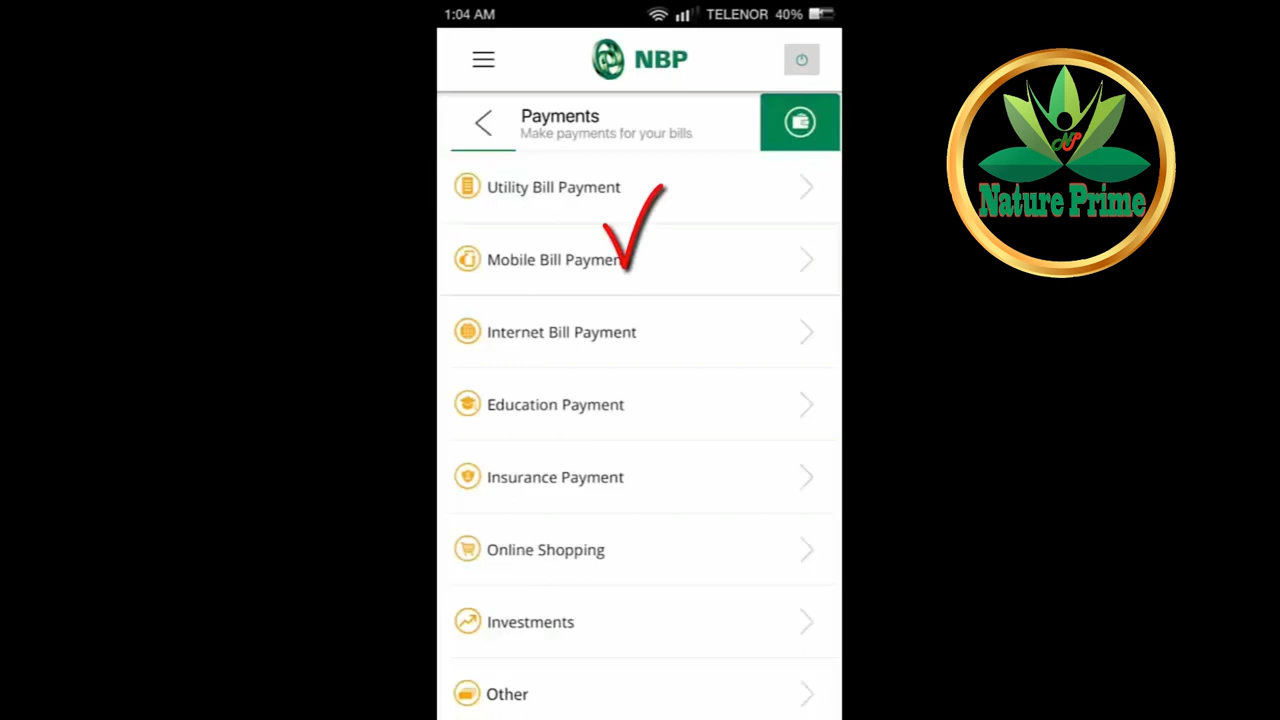 1:04 AM TELENOR 40%
NBP
Payments
Make payments for your bills
NP
Nature Prime
Utility Bill Payment
Mobile Bill Payment
Internet Bill Payment
Education Payment
Insurance Payment
Online Shopping
Investments
Other